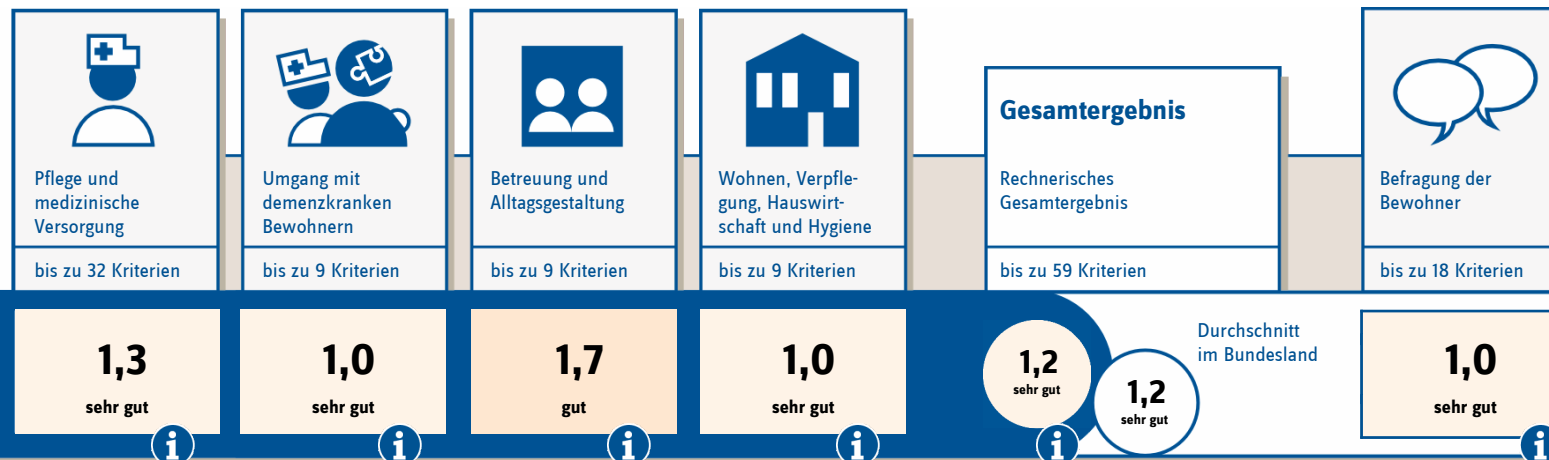 Pflege und
medizinische
Versorgung
bis zu 32 Kriterien
1,3
sehr gut
i
Umgang mit
demenzkranken
Bewohnern
bis zu 9 Kriterien
1,0
sehr gut
i
Betreuung und
Alltagsgestaltung
bis zu 9 Kriterien
1,7
gut
i
Wohnen, Verpfle-
gung, Hauswirt-
schaft und Hygiene
bis zu 9 Kriterien
1,0
sehr gut
i
Gesamtergebnis
Rechnerisches
Gesamtergebnis
bis zu 59 Kriterien
1,2
sehr gut
i
Durchschnitt
im Bundesland
1,2
sehr gut
Befragung der
Bewohner
bis zu 18 Kriterien
1,0
sehr gut
i